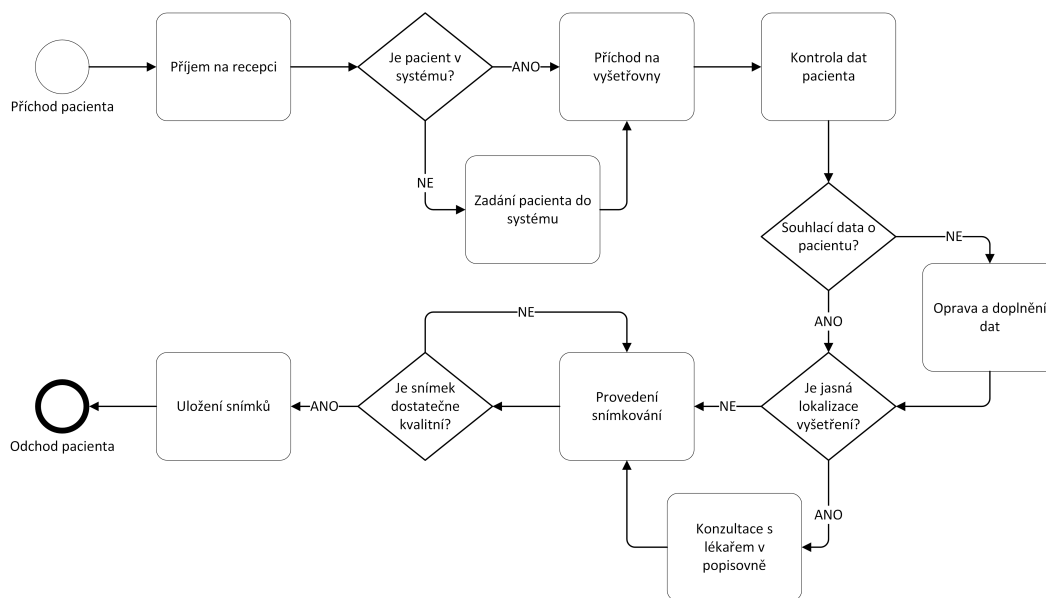 Příchod pacienta
Příjem na recepci
Je pacient v
systému?
ANO
NE
Zadání pacienta do
systému
Příchod na
vyšetřovny
Kontrola dat
pacienta
Souhlací data o
pacientu?
NE
Oprava a doplnění
dat
ANO
Je jasná
lokalizace
vyšetření?
NE
ANO
Konzultace s
lékařem v
popisovně
Provedení
snímkování
NE
Je snímek
dostatečne
kvalitní?
ANO
Uložení snímků
Odchod pacienta